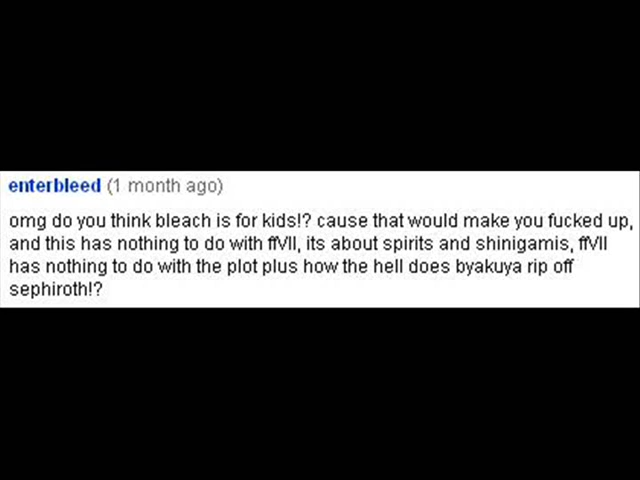 enterbleed (1 month ago)
omg do you think bleach is for kids!? cause that would make you fucked up,
and this has nothing to do with ffVII, its about spirits and shinigamis, ffVII
has nothing to do with the plot plus how the hell does byakuya rip off
sephiroth!?